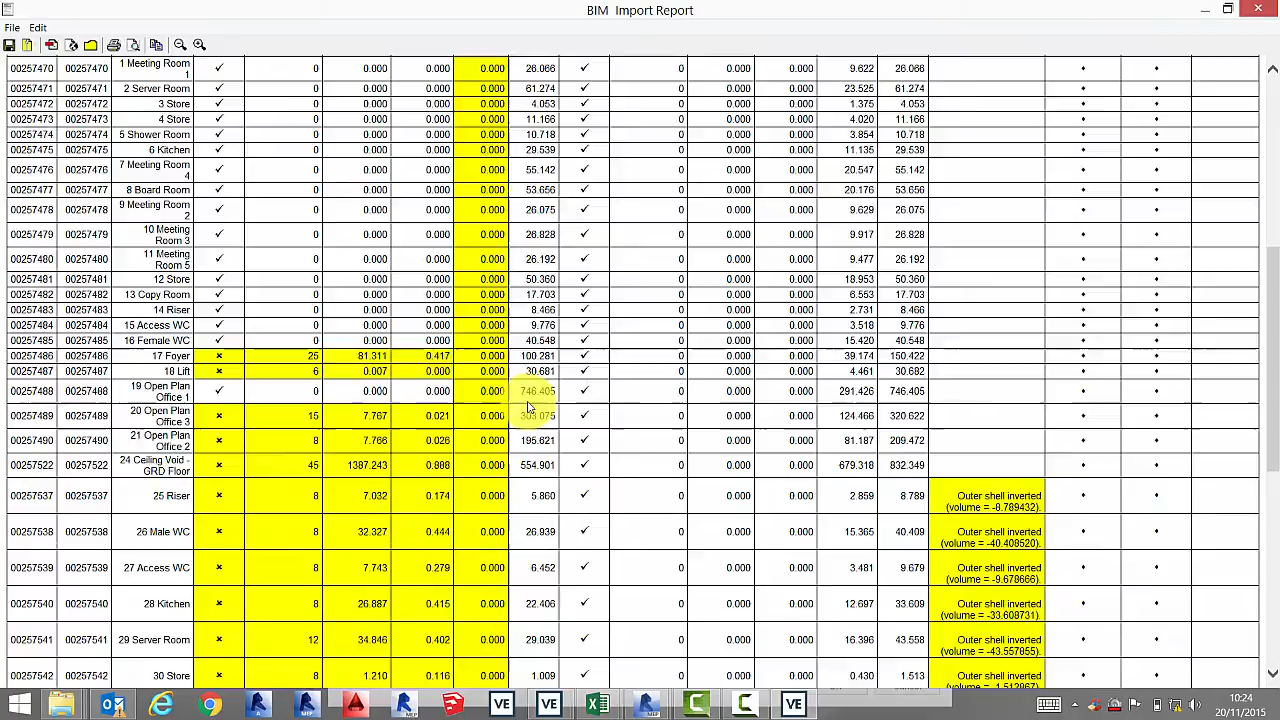 BIM Import Report
File Edit
00257470 00257470 1 Meeting Room 1 ✓ 0 0.000 0.000 0.000 26.066 ✓ 0 0.000 0.000 9.622 26.066
00257471 00257471 2 Server Room ✓ 0 0.000 0.000 0.000 61.274 ✓ 0 0.000 0.000 23.525 61.274
00257472 00257472 3 Store ✓ 0 0.000 0.000 0.000 4.053 ✓ 0 0.000 0.000 1.375 4.053
00257473 00257473 4 Store ✓ 0 0.000 0.000 0.000 11.166 ✓ 0 0.000 0.000 4.020 11.166
00257474 00257474 5 Shower Room ✓ 0 0.000 0.000 0.000 10.718 ✓ 0 0.000 0.000 3.854 10.718
00257475 00257475 6 Kitchen ✓ 0 0.000 0.000 0.000 29.539 ✓ 0 0.000 0.000 11.135 29.539
00257476 00257476 7 Meeting Room 4 ✓ 0 0.000 0.000 0.000 55.142 ✓ 0 0.000 0.000 20.547 55.142
00257477 00257477 8 Board Room ✓ 0 0.000 0.000 0.000 53.656 ✓ 0 0.000 0.000 20.176 53.656
00257478 00257478 9 Meeting Room 2 ✓ 0 0.000 0.000 0.000 26.075 ✓ 0 0.000 0.000 9.629 26.075
00257479 00257479 10 Meeting Room 3 ✓ 0 0.000 0.000 0.000 26.828 ✓ 0 0.000 0.000 9.917 26.828
00257480 00257480 11 Meeting Room 5 ✓ 0 0.000 0.000 0.000 26.192 ✓ 0 0.000 0.000 9.477 26.192
00257481 00257481 12 Store ✓ 0 0.000 0.000 0.000 50.360 ✓ 0 0.000 0.000 18.953 50.360
00257482 00257482 13 Copy Room ✓ 0 0.000 0.000 0.000 17.703 ✓ 0 0.000 0.000 6.553 17.703
00257483 00257483 14 Riser ✓ 0 0.000 0.000 0.000 8.466 ✓ 0 0.000 0.000 2.731 8.466
00257484 00257484 15 Access WC ✓ 0 0.000 0.000 0.000 9.776 ✓ 0 0.000 0.000 3.518 9.776
00257485 00257485 16 Female WC ✓ 0 0.000 0.000 0.000 40.548 ✓ 0 0.000 0.000 15.420 40.548
00257486 00257486 17 Foyer × 25 81.311 0.417 0.000 100.281 ✓ 0 0.000 0.000 39.174 150.422
00257487 00257487 18 Lift × 6 0.007 0.000 0.000 30.681 ✓ 0 0.000 0.000 4.461 30.682
00257488 00257488 19 Open Plan Office 1 ✓ 0 0.000 0.000 0.000 746.405 ✓ 0 0.000 0.000 291.426 746.405
00257489 00257489 20 Open Plan Office 3 × 15 7.767 0.021 0.000 303.075 ✓ 0 0.000 0.000 124.466 320.622
00257490 00257490 21 Open Plan Office 2 × 8 7.766 0.026 0.000 195.621 ✓ 0 0.000 0.000 81.187 209.472
00257522 00257522 24 Ceiling Void - GRD Floor × 45 1387.243 0.888 0.000 554.901 ✓ 0 0.000 0.000 679.318 832.349
00257537 00257537 25 Riser × 8 7.032 0.174 0.000 5.860 ✓ 0 0.000 0.000 2.859 8.789 Outer shell inverted (volume = -8.789432).
00257538 00257538 26 Male WC × 8 32.327 0.444 0.000 26.939 ✓ 0 0.000 0.000 15.365 40.409 Outer shell inverted (volume = -40.408520).
00257539 00257539 27 Access WC × 8 7.743 0.279 0.000 6.452 ✓ 0 0.000 0.000 3.481 9.679 Outer shell inverted (volume = -9.678666).
00257540 00257540 28 Kitchen × 8 26.887 0.415 0.000 22.406 ✓ 0 0.000 0.000 12.697 33.609 Outer shell inverted (volume = -33.608731).
00257541 00257541 29 Server Room × 12 34.846 0.402 0.000 29.039 ✓ 0 0.000 0.000 16.396 43.558 Outer shell inverted (volume = -43.557855).
00257542 00257542 30 Store × 8 1.210 0.116 0.000 1.009 ✓ 0 0.000 0.000 0.430 1.513 Outer shell inverted
VE VE VE
10:24
20/11/2015